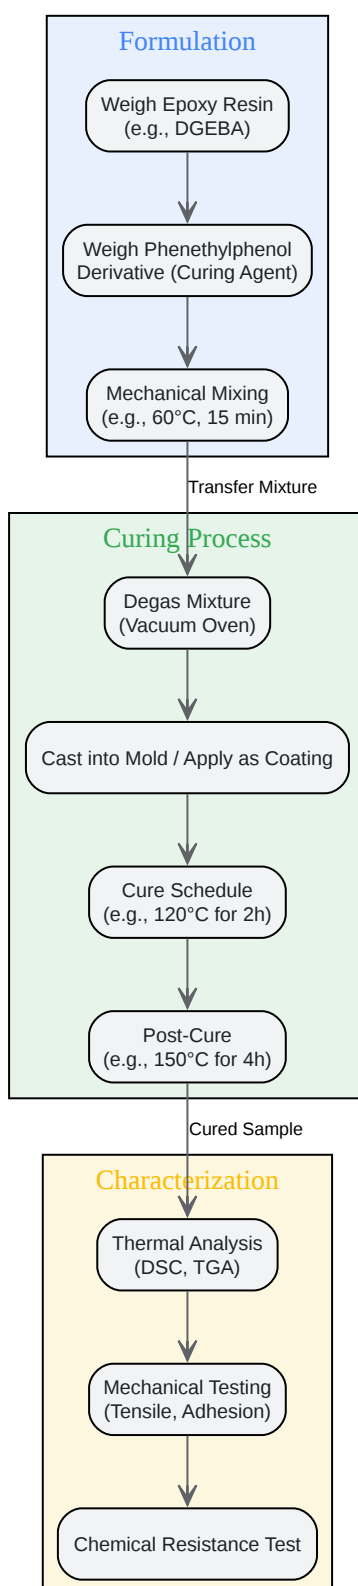 Formulation
Weigh Epoxy Resin
(e.g., DGEBA)
Weigh Phenethylphenol
Derivative (Curing Agent)
Mechanical Mixing
(e.g., 60°C, 15 min)
Transfer Mixture
Curing Process
Degas Mixture
(Vacuum Oven)
Cast into Mold / Apply as Coating
Cure Schedule
(e.g., 120°C for 2h)
Post-Cure
(e.g., 150°C for 4h)
Cured Sample
Characterization
Thermal Analysis
(DSC, TGA)
Mechanical Testing
(Tensile, Adhesion)
Chemical Resistance Test